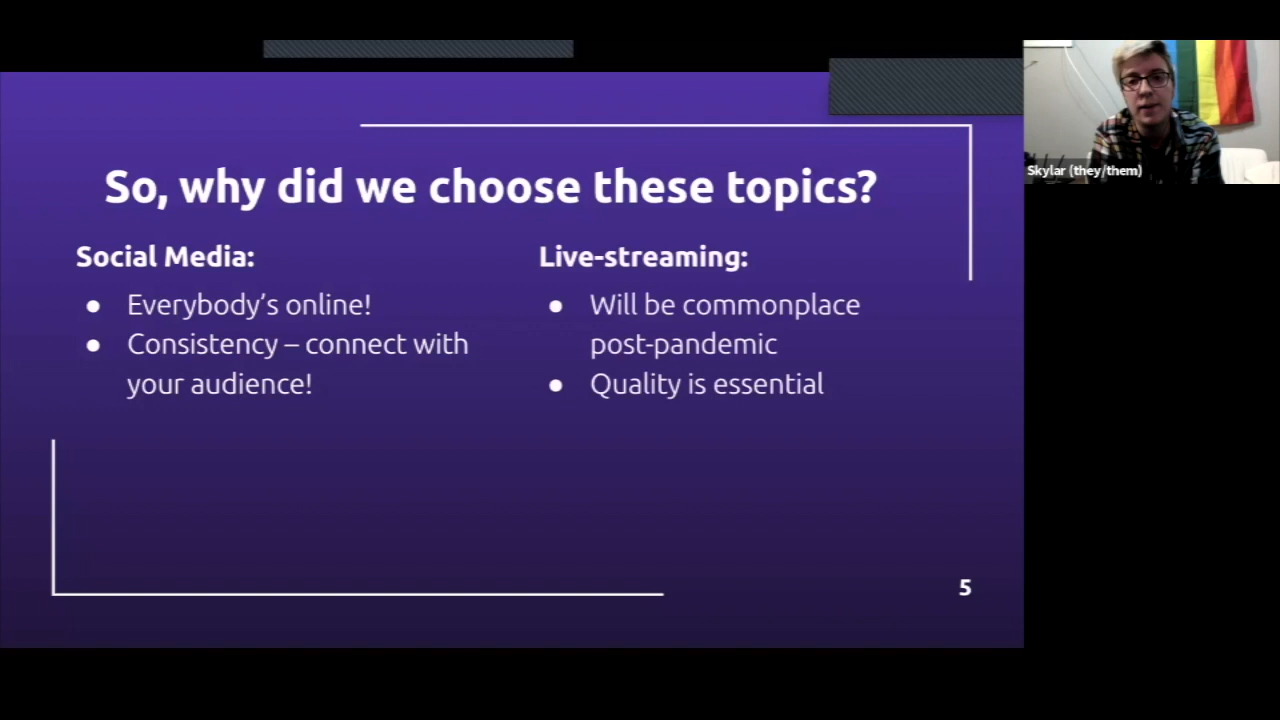 So, why did we choose these topics?
Social Media:
● Everybody’s online!
● Consistency – connect with
your audience!
Live-streaming:
● Will be commonplace
post-pandemic
● Quality is essential
5
Skylar (they/them)